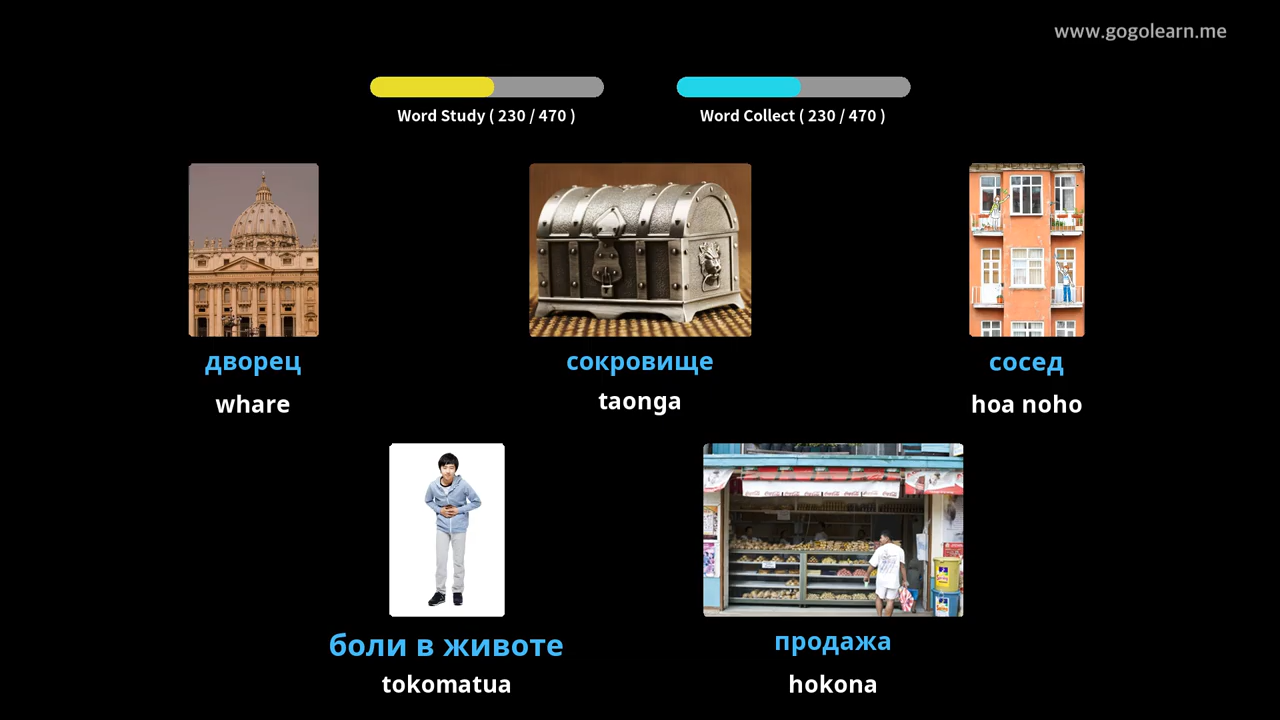 www.gogolearn.me
Word Study ( 230 / 470 )
Word Collect ( 230 / 470 )
дворец
whare
сокровище
taonga
сосед
hoa noho
боли в животе
tokomatua
продажа
hokona